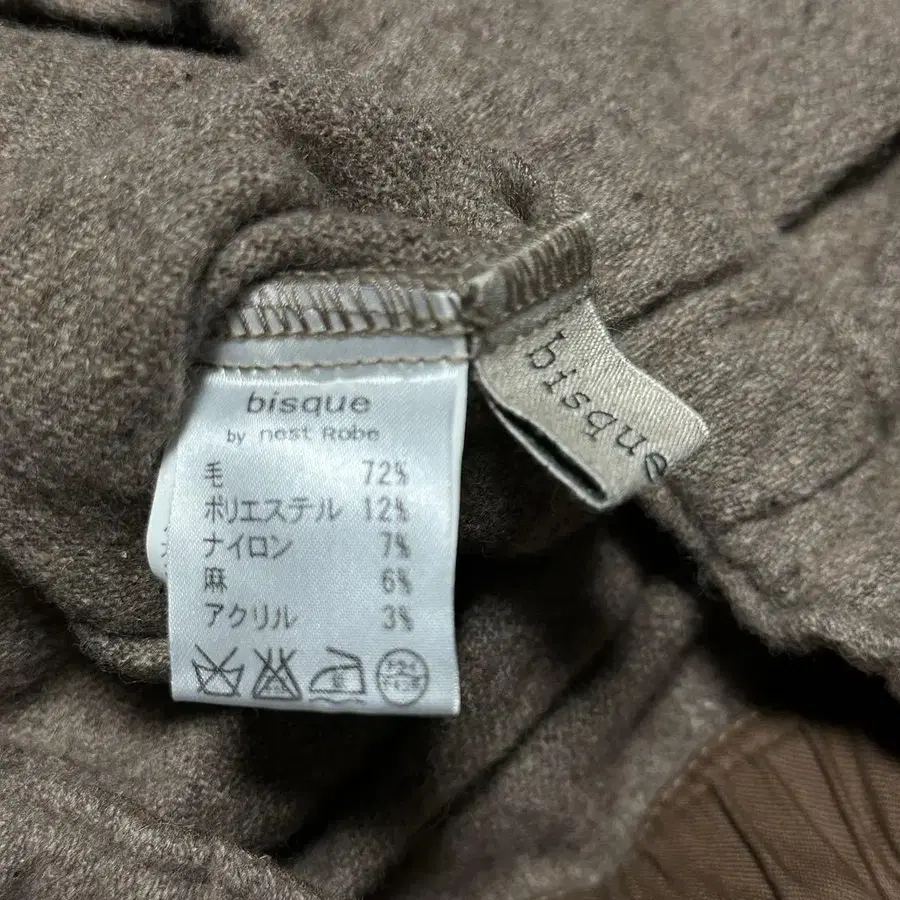 bisque
by nest Robe
毛 72%
ポリエステル 12%
ナイロン 7%
麻 6%
アクリル 3%
bisque